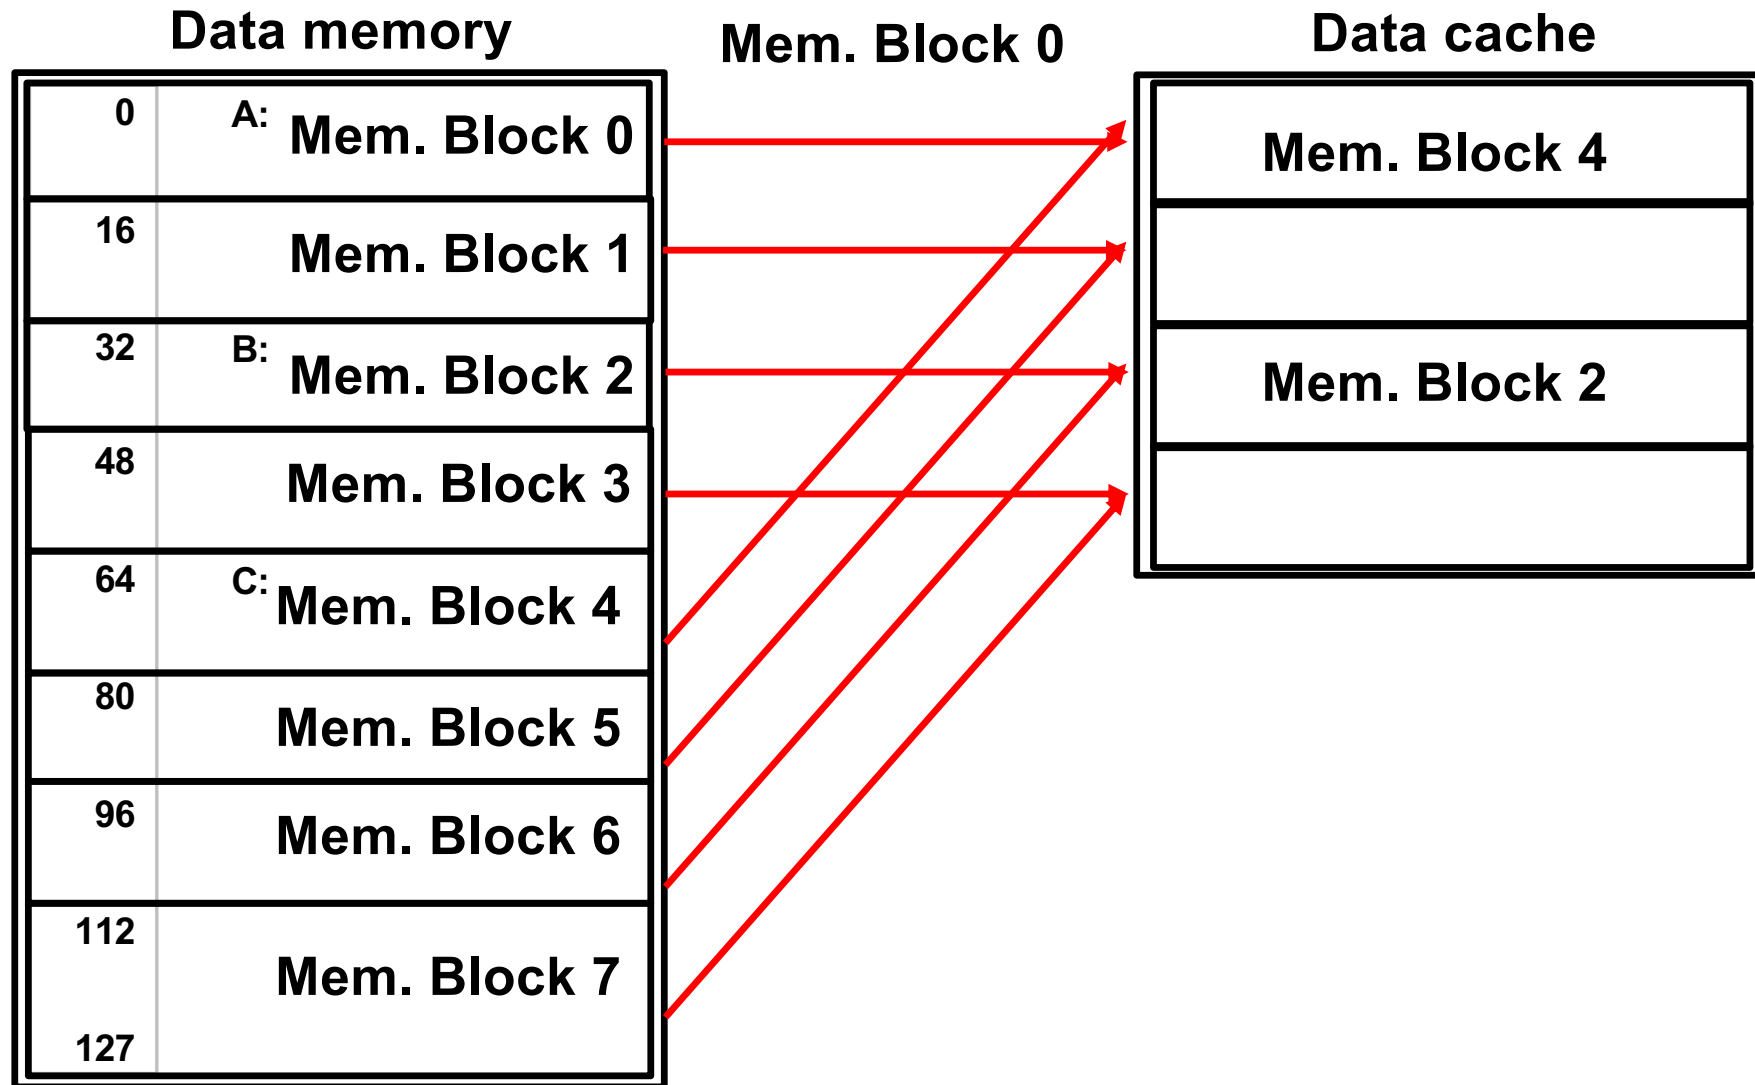 Data memory
Mem. Block 0
Data cache
0 A: Mem. Block 0
16 Mem. Block 1
32 B: Mem. Block 2
48 Mem. Block 3
64 C: Mem. Block 4
80 Mem. Block 5
96 Mem. Block 6
112
Mem. Block 7
127
Mem. Block 4
Mem. Block 2